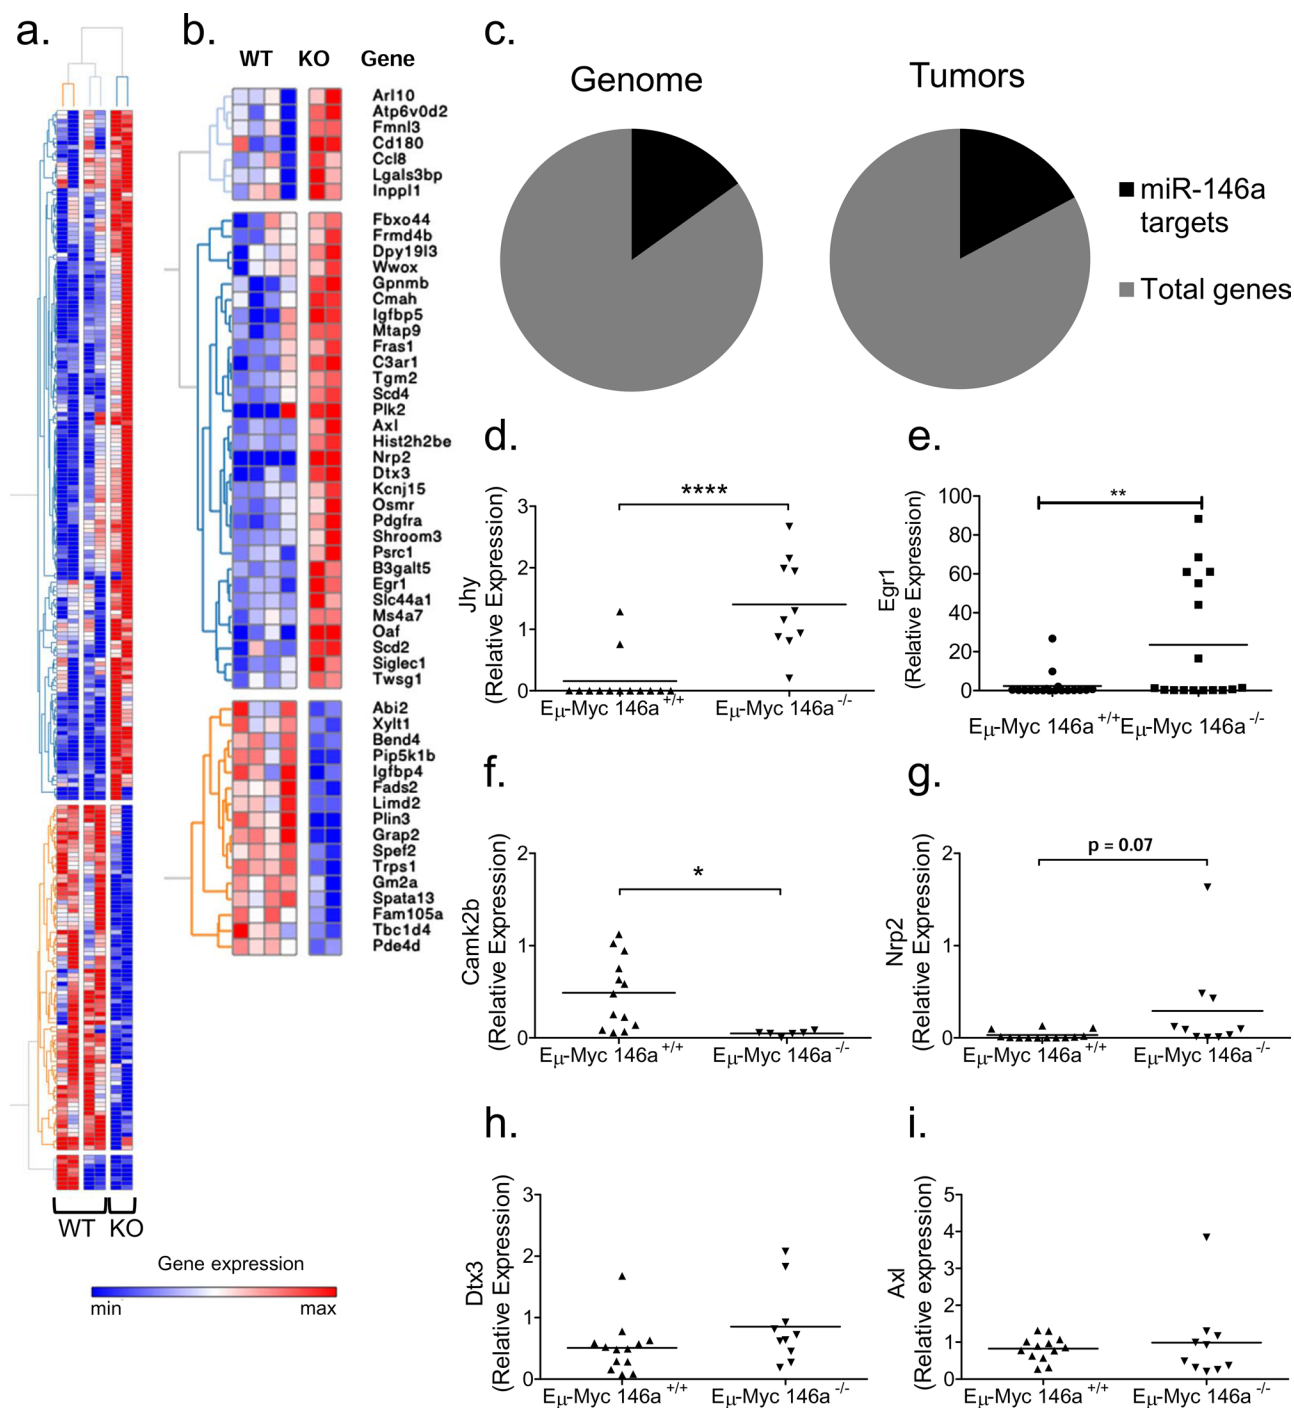 a.
WT KO
Gene expression
min max
b.
WT KO Gene
Arl10
Atp6v0d2
Fmnl3
Cd180
Ccl8
Lgals3bp
Inppl1
Fbxo44
Frmd4b
Dpy19l3
Wwox
Gpnmb
Cmah
Igfbp5
Mtap9
Fras1
C3ar1
Tgm2
Scd4
Plk2
Axl
Hist2h2be
Nrp2
Dtx3
Kcnj15
Osmr
Pdgfra
Shroom3
Psrc1
B3galt5
Egr1
Slc44a1
Ms4a7
Oaf
Scd2
Siglec1
Twsg1
Abi2
Xylt1
Bend4
Pip5k1b
Igfbp4
Fads2
Limd2
Plin3
Grap2
Spef2
Trps1
Gm2a
Spata13
Fam105a
Tbc1d4
Pde4d
c.
Genome Tumors
miR-146a
targets
Total genes
d.
Jhy
(Relative Expression)
3
2
1
0
****
Eμ-Myc 146a+/+ Eμ-Myc 146a-/-
e.
Egr1
(Relative Expression)
100
80
60
40
20
0
**
Eμ-Myc 146a+/+ Eμ-Myc 146a-/-
f.
Camk2b
(Relative Expression)
2
1
0
*
Eμ-Myc 146a+/+ Eμ-Myc 146a-/-
g.
Nrp2
(Relative Expression)
2
1
0
p = 0.07
Eμ-Myc 146a+/+ Eμ-Myc 146a-/-
h.
Dtx3
(Relative Expression)
3
2
1
0
Eμ-Myc 146a+/+ Eμ-Myc 146a-/-
i.
Axl
(Relative expression)
5
4
3
2
1
0
Eμ-Myc 146a+/+ Eμ-Myc 146a-/-